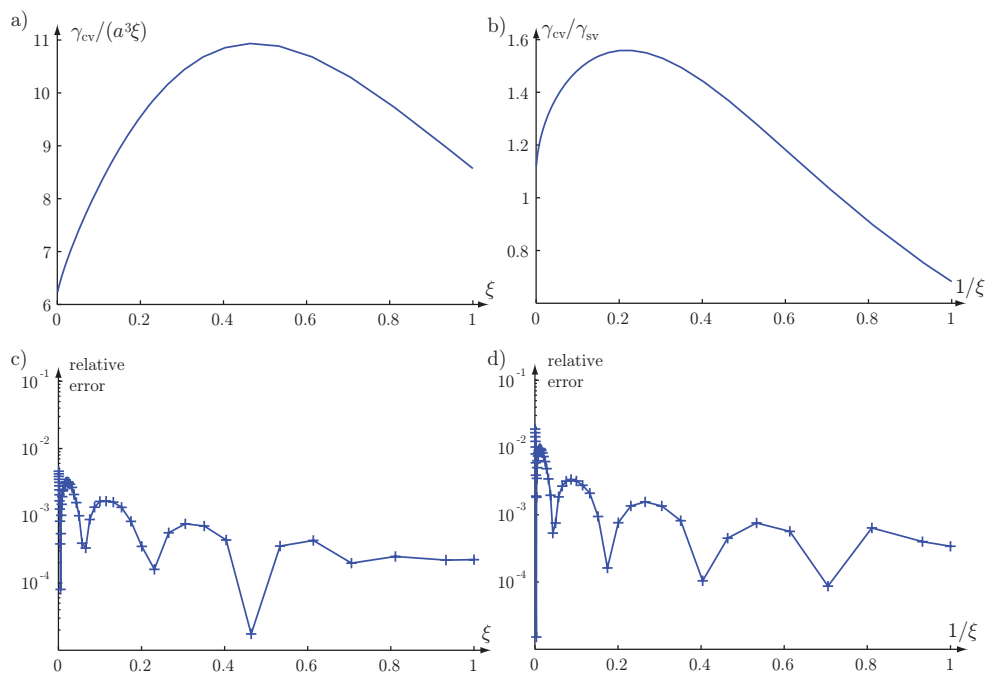 a)
γcv/(a³ξ)
11
10
9
8
7
6
0 0.2 0.4 0.6 0.8 1
ξ
b)
γcv/γsv
1.6
1.4
1.2
1
0.8
0 0.2 0.4 0.6 0.8 1
1/ξ
c)
relative
error
10⁻¹
10⁻²
10⁻³
10⁻⁴
0 0.2 0.4 0.6 0.8 1
ξ
d)
relative
error
10⁻¹
10⁻²
10⁻³
10⁻⁴
0 0.2 0.4 0.6 0.8 1
1/ξ